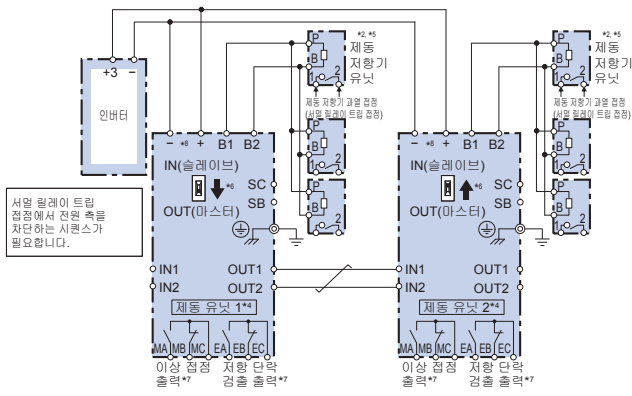 +3 −
인버터
서멀 릴레이 트립
접점에서 전원 측을
차단하는 시퀀스가
필요합니다.
− *8 + B1 B2
IN(슬레이브)
*6
SC
SB
OUT(마스터)
IN1
IN2
OUT1
OUT2
제동 유닛 1*4
MA MB MC EA EB EC
이상 접점
출력*7
저항 단락
검출 출력*7
P
B
1 2
*2, *5
제동
저항기
유닛
제동 저항기 과열 접점
(서멀 릴레이 트립 접점)
P
B
1 2
P
B
1 2
− *8 + B1 B2
IN(슬레이브)
*6
SC
SB
OUT(마스터)
IN1
IN2
OUT1
OUT2
제동 유닛 2*4
MA MB MC EA EB EC
이상 접점
출력*7
저항 단락
검출 출력*7
P
B
1 2
*2, *5
제동
저항기
유닛
제동 저항기 과열 접점
(서멀 릴레이 트립 접점)
P
B
1 2
P
B
1 2